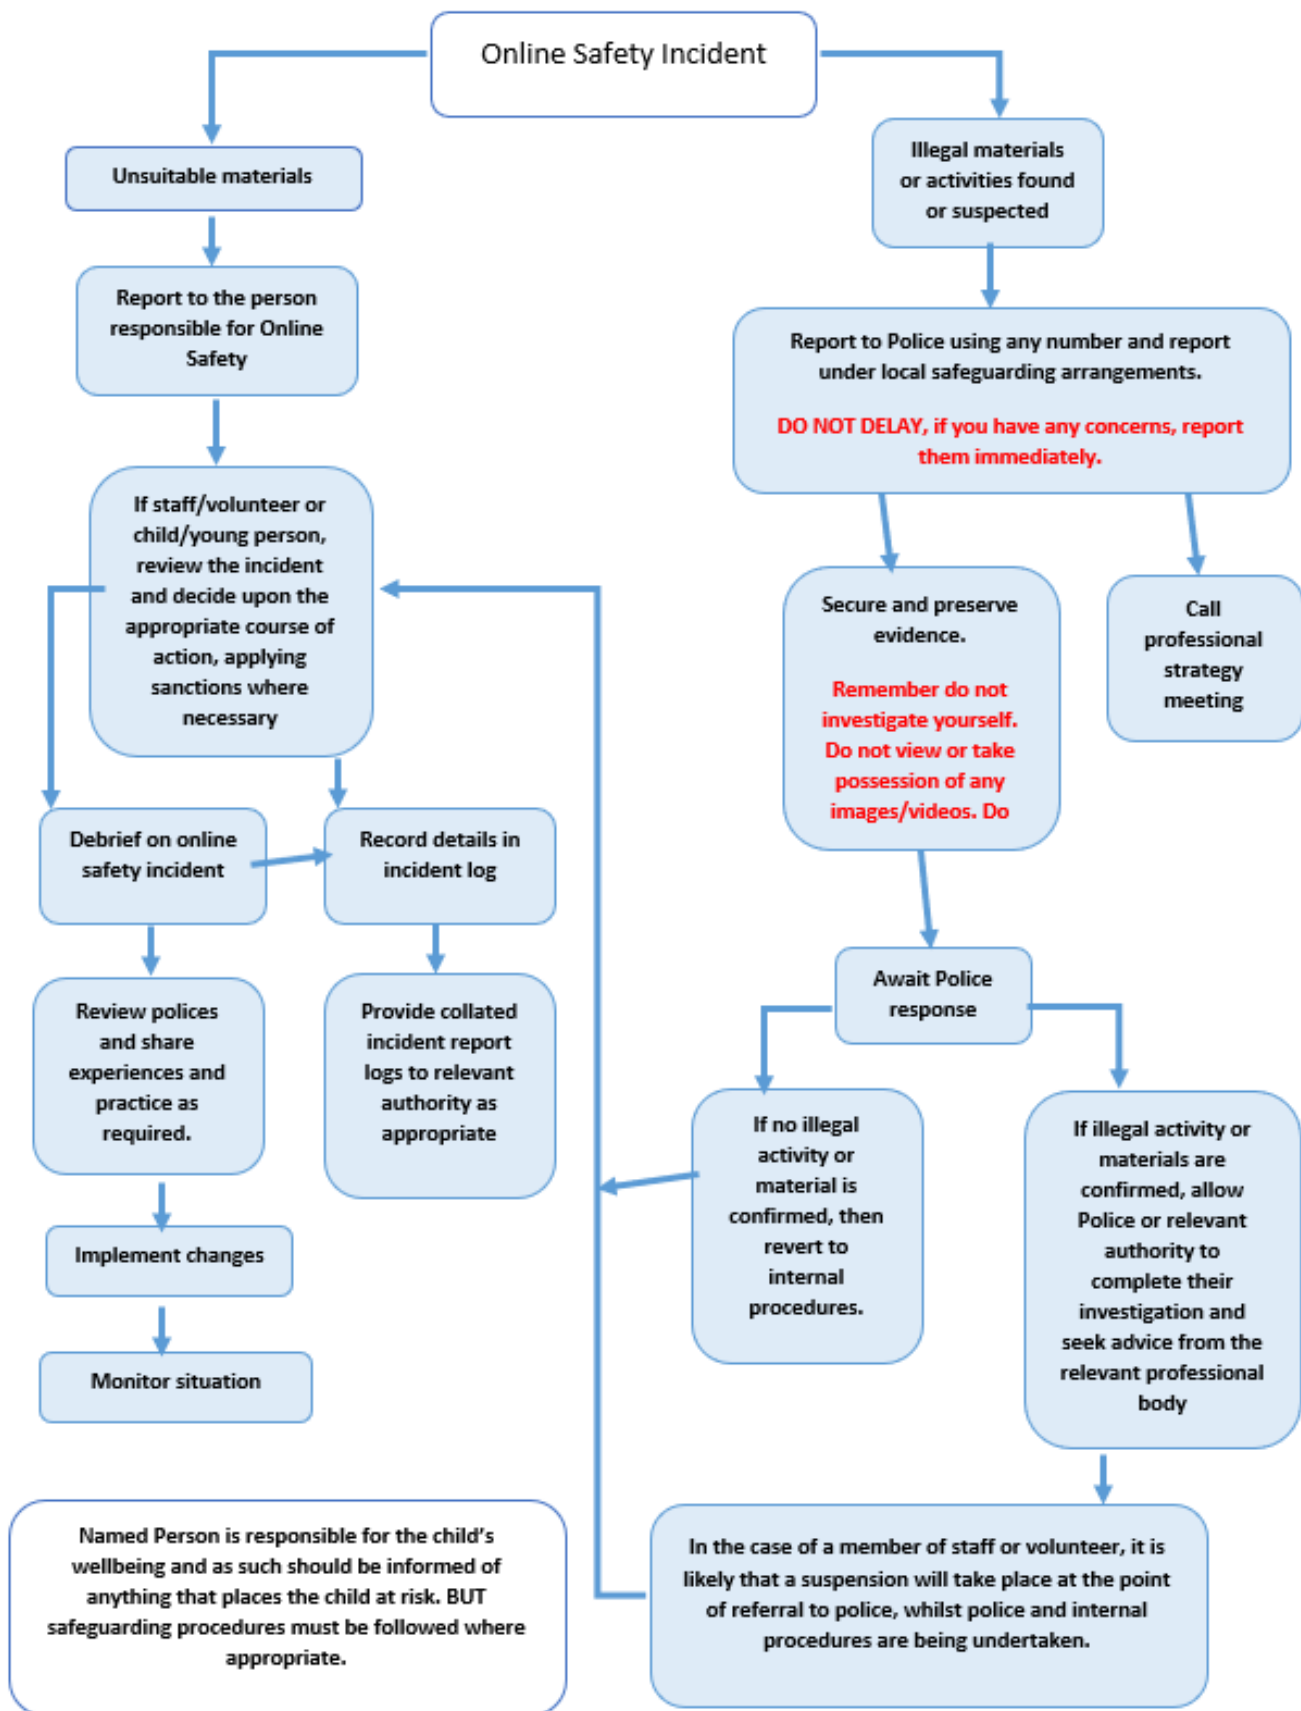 Online Safety Incident
Unsuitable materials
Illegal materials
or activities found
or suspected
Report to the person
responsible for Online
Safety
Report to Police using any number and report
under local safeguarding arrangements.
DO NOT DELAY, if you have any concerns, report
them immediately.
If staff/volunteer or
child/young person,
review the incident
and decide upon the
appropriate course of
action, applying
sanctions where
necessary
Secure and preserve
evidence.
Remember do not
investigate yourself.
Do not view or take
possession of any
images/videos. Do
Call
professional
strategy
meeting
Debrief on online
safety incident
Record details in
incident log
Await Police
response
Review polices
and share
experiences and
practice as
required.
Provide collated
incident report
logs to relevant
authority as
appropriate
If no illegal
activity or
material is
confirmed, then
revert to
internal
procedures.
If illegal activity or
materials are
confirmed, allow
Police or relevant
authority to
complete their
investigation and
seek advice from the
relevant professional
body
Implement changes
Monitor situation
Named Person is responsible for the child's
wellbeing and as such should be informed of
anything that places the child at risk. BUT
safeguarding procedures must be followed where
appropriate.
In the case of a member of staff or volunteer, it is
likely that a suspension will take place at the point
of referral to police, whilst police and internal
procedures are being undertaken.